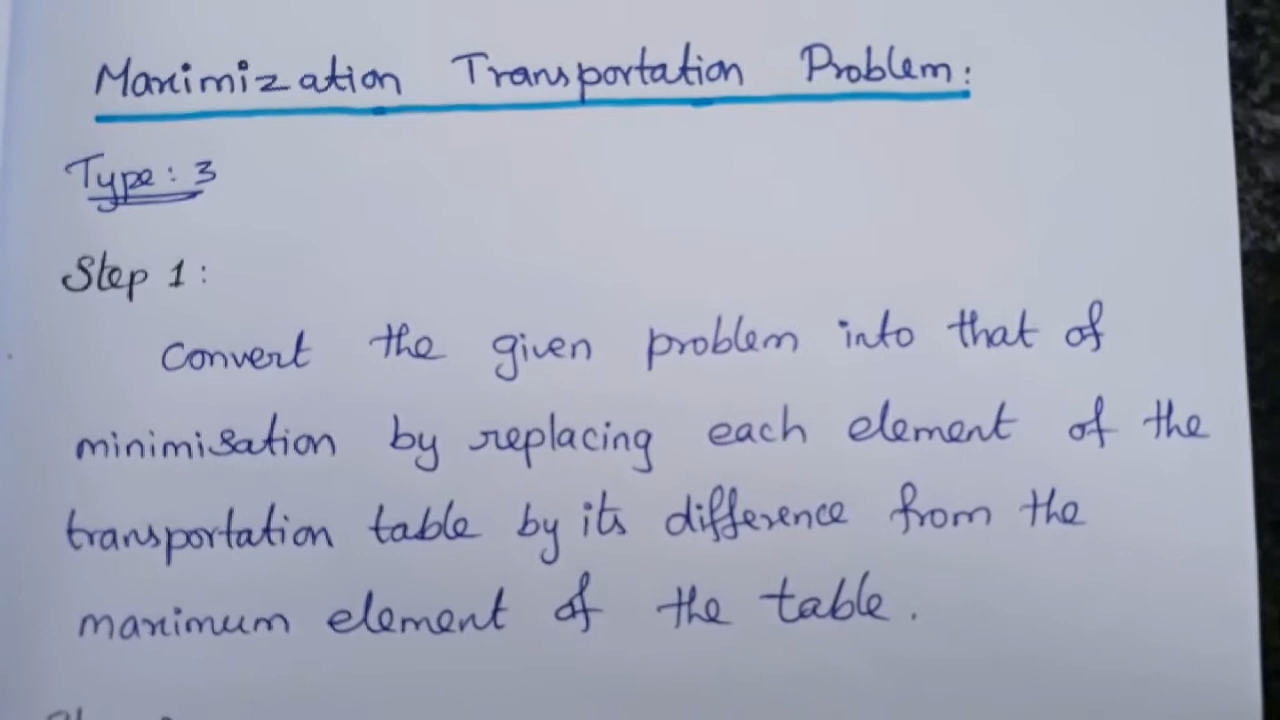 Maximization Transportation Problem:
Type: 3
Step 1:
Convert the given problem into that of
minimisation by replacing each element of the
transportation table by its difference from the
maximum element of the table.